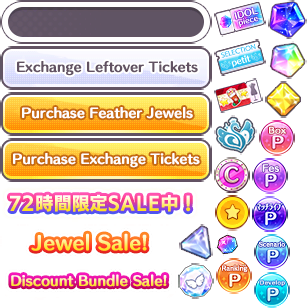 Exchange Leftover Tickets
Purchase Feather Jewels
Purchase Exchange Tickets
72時間限定SALE中！
Jewel Sale!
Discount Bundle Sale!
IDOL
piece
SELECTION
petit
Box
P
C
Fes
P
P
Scenario
P
Ranking
P
Develop
P